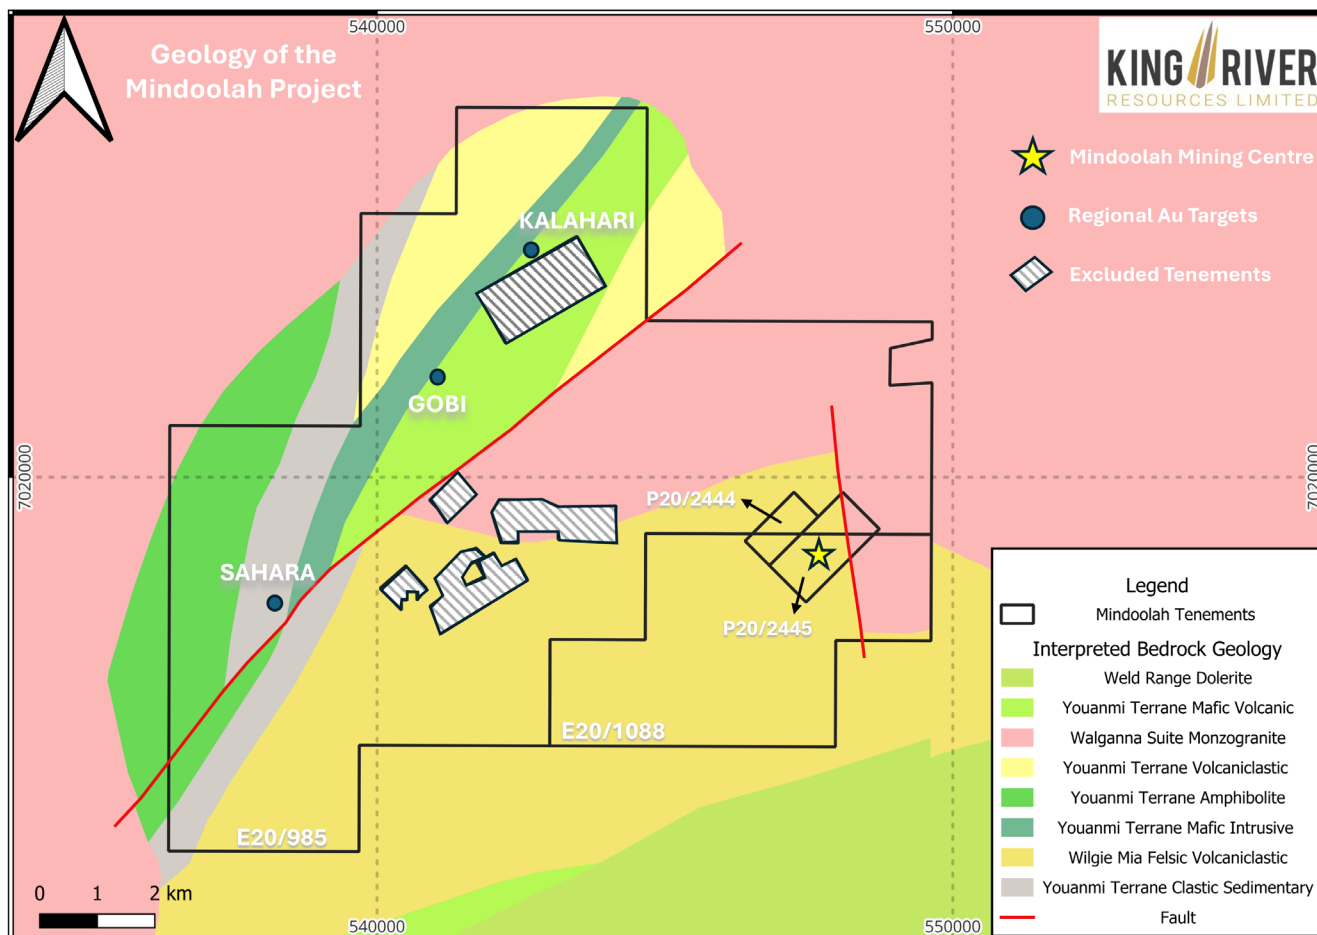 540000
550000
Geology of the
Mindoolah Project
KING RIVER
RESOURCES LIMITED
Mindoolah Mining Centre
Regional Au Targets
Excluded Tenements
KALAHARI
GOBI
7020000
7020000
P20/2444
SAHARA
P20/2445
E20/1088
E20/985
Legend
Mindoolah Tenements
Interpreted Bedrock Geology
Weld Range Dolerite
Youanmi Terrane Mafic Volcanic
Walganna Suite Monzogranite
Youanmi Terrane Volcaniclastic
Youanmi Terrane Amphibolite
Youanmi Terrane Mafic Intrusive
Wilgie Mia Felsic Volcaniclastic
Youanmi Terrane Clastic Sedimentary
Fault
0 1 2 km
540000
550000